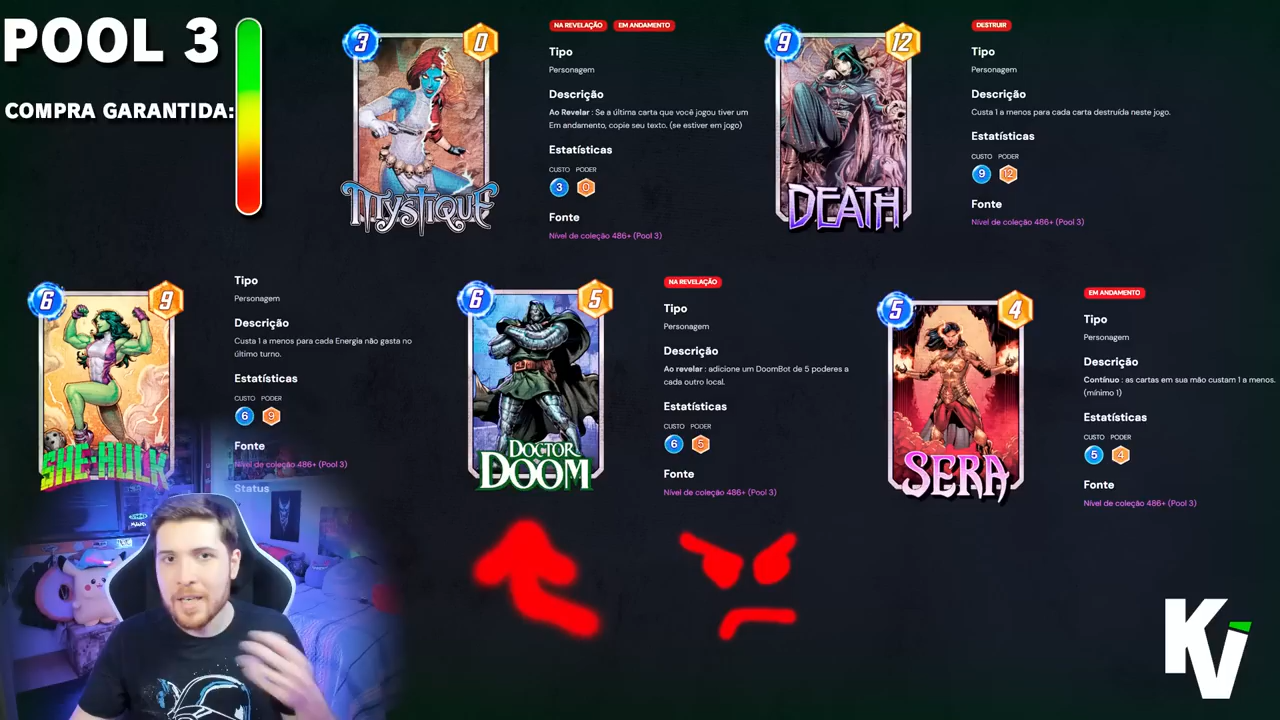 POOL 3
COMPRA GARANTIDA:
3
0
MYSTIQUE
NA REVELAÇÃO
EM ANDAMENTO
Tipo
Personagem
Descrição
Ao Revelar : Se a última carta que você jogou tiver um
Em andamento, copie seu texto. (se estiver em jogo)
Estatísticas
CUSTO PODER
3 0
Fonte
Nível de coleção 486+ (Pool 3)
9
12
DEATH
DESTRUIR
Tipo
Personagem
Descrição
Custa 1 a menos para cada carta destruída neste jogo.
Estatísticas
CUSTO PODER
9 12
Fonte
Nível de coleção 486+ (Pool 3)
6
9
SHE-HULK
Tipo
Personagem
Descrição
Custa 1 a menos para cada Energia não gasta no
último turno.
Estatísticas
CUSTO PODER
6 9
Fonte
Nível de coleção 486+ (Pool 3)
Status
6
5
DOCTOR
DOOM
NA REVELAÇÃO
Tipo
Personagem
Descrição
Ao revelar : adicione um DoomBot de 5 poderes a
cada outro local.
Estatísticas
CUSTO PODER
6 5
Fonte
Nível de coleção 486+ (Pool 3)
5
4
SERA
EM ANDAMENTO
Tipo
Personagem
Descrição
Contínuo : as cartas em sua mão custam 1 a menos.
(mínimo 1)
Estatísticas
CUSTO PODER
5 4
Fonte
Nível de coleção 486+ (Pool 3)
KV